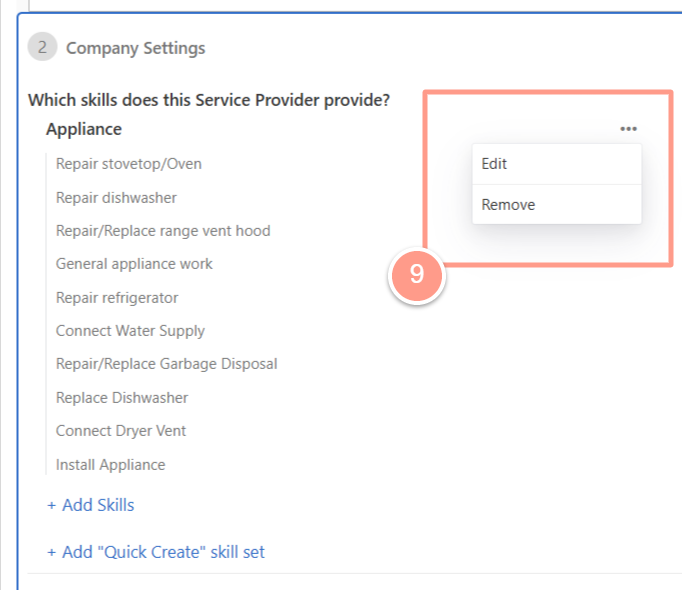 2 Company Settings
Which skills does this Service Provider provide?
Appliance
•••
Repair stovetop/Oven
Edit
Repair dishwasher
Remove
Repair/Replace range vent hood
General appliance work
9
Repair refrigerator
Connect Water Supply
Repair/Replace Garbage Disposal
Replace Dishwasher
Connect Dryer Vent
Install Appliance
+ Add Skills
+ Add "Quick Create" skill set